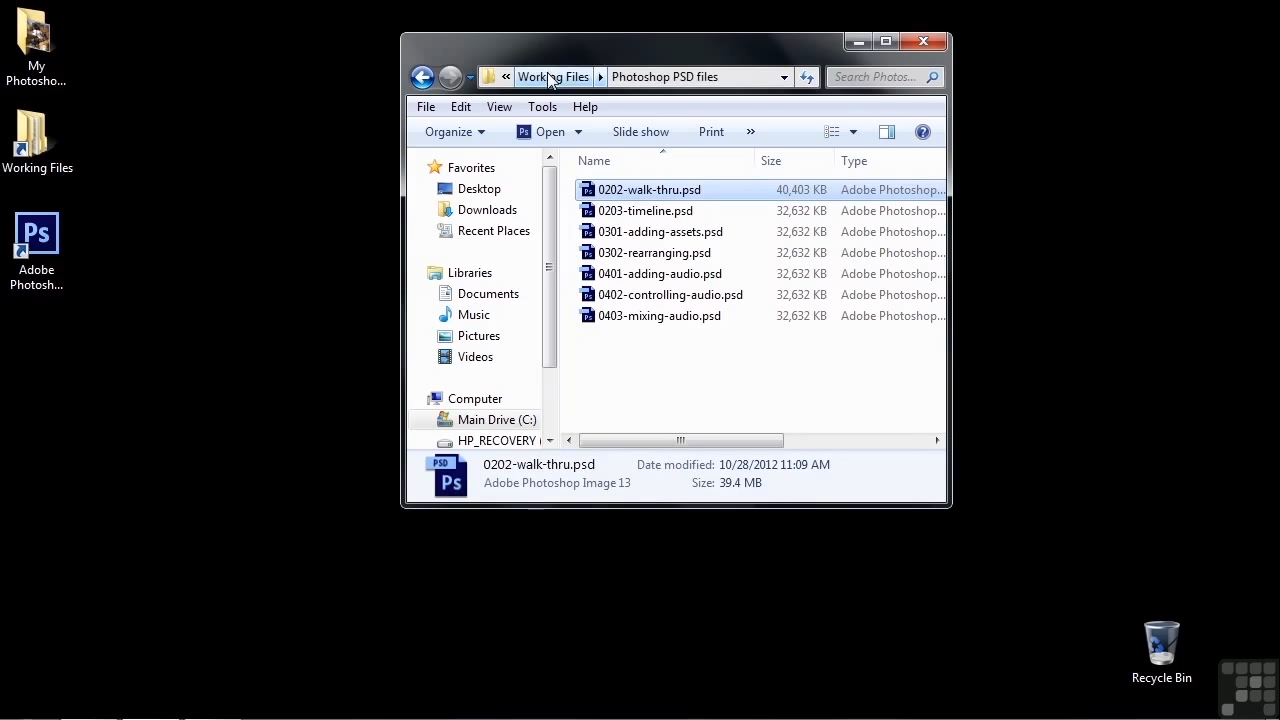 My
Photosho...
Working Files
Ps
Adobe
Photosh...
« Working Files Photoshop PSD files
Search Photos...
File Edit View Tools Help
Organize Ps Open Slide show Print »
Favorites
Desktop
Downloads
Recent Places
Libraries
Documents
Music
Pictures
Videos
Computer
Main Drive (C:)
HP_RECOVERY (
Name Size Type
0202-walk-thru.psd 40,403 KB Adobe Photoshop...
0203-timeline.psd 32,632 KB Adobe Photoshop...
0301-adding-assets.psd 32,632 KB Adobe Photoshop...
0302-rearranging.psd 32,632 KB Adobe Photoshop...
0401-adding-audio.psd 32,632 KB Adobe Photoshop...
0402-controlling-audio.psd 32,632 KB Adobe Photoshop...
0403-mixing-audio.psd 32,632 KB Adobe Photoshop...
PSD
Ps
0202-walk-thru.psd Date modified: 10/28/2012 11:09 AM
Adobe Photoshop Image 13 Size: 39.4 MB
Recycle Bin